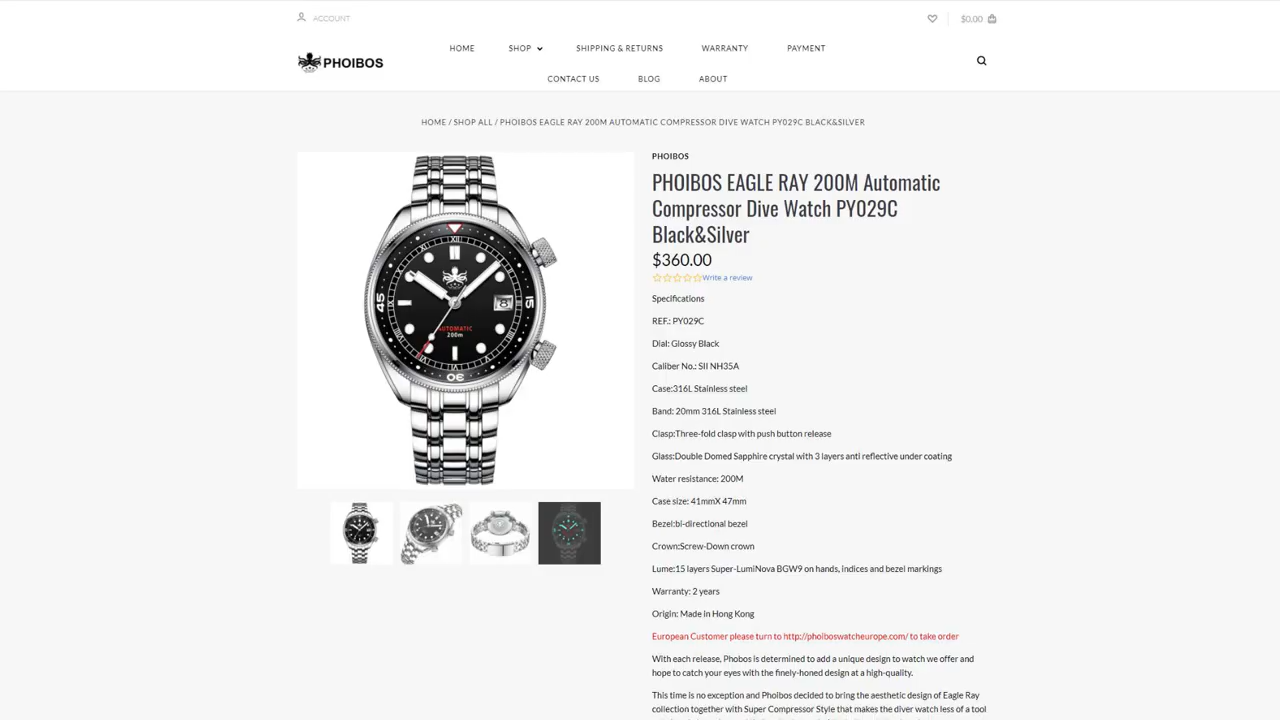 ACCOUNT
$0.00
PHOIBOS
HOME
SHOP
SHIPPING & RETURNS
WARRANTY
PAYMENT
CONTACT US
BLOG
ABOUT
HOME / SHOP ALL / PHOIBOS EAGLE RAY 200M AUTOMATIC COMPRESSOR DIVE WATCH PY029C BLACK&SILVER
45
15
30
AUTOMATIC
200m
PHOIBOS
PHOIBOS EAGLE RAY 200M Automatic
Compressor Dive Watch PY029C
Black&Silver
$360.00
Write a review
Specifications
REF.: PY029C
Dial: Glossy Black
Caliber No.: SII NH35A
Case:316L Stainless steel
Band: 20mm 316L Stainless steel
Clasp:Three-fold clasp with push button release
Glass:Double Domed Sapphire crystal with 3 layers anti reflective under coating
Water resistance: 200M
Case size: 41mmX 47mm
Bezel:bi-directional bezel
Crown:Screw-Down crown
Lume:15 layers Super-LumiNova BGW9 on hands, indices and bezel markings
Warranty: 2 years
Origin: Made in Hong Kong
European Customer please turn to http://phoiboswatcheurope.com/ to take order
With each release, Phobos is determined to add a unique design to watch we offer and
hope to catch your eyes with the finely-honed design at a high-quality.
This time is no exception and Phoibos decided to bring the aesthetic design of Eagle Ray
collection together with Super Compressor Style that makes the diver watch less of a tool